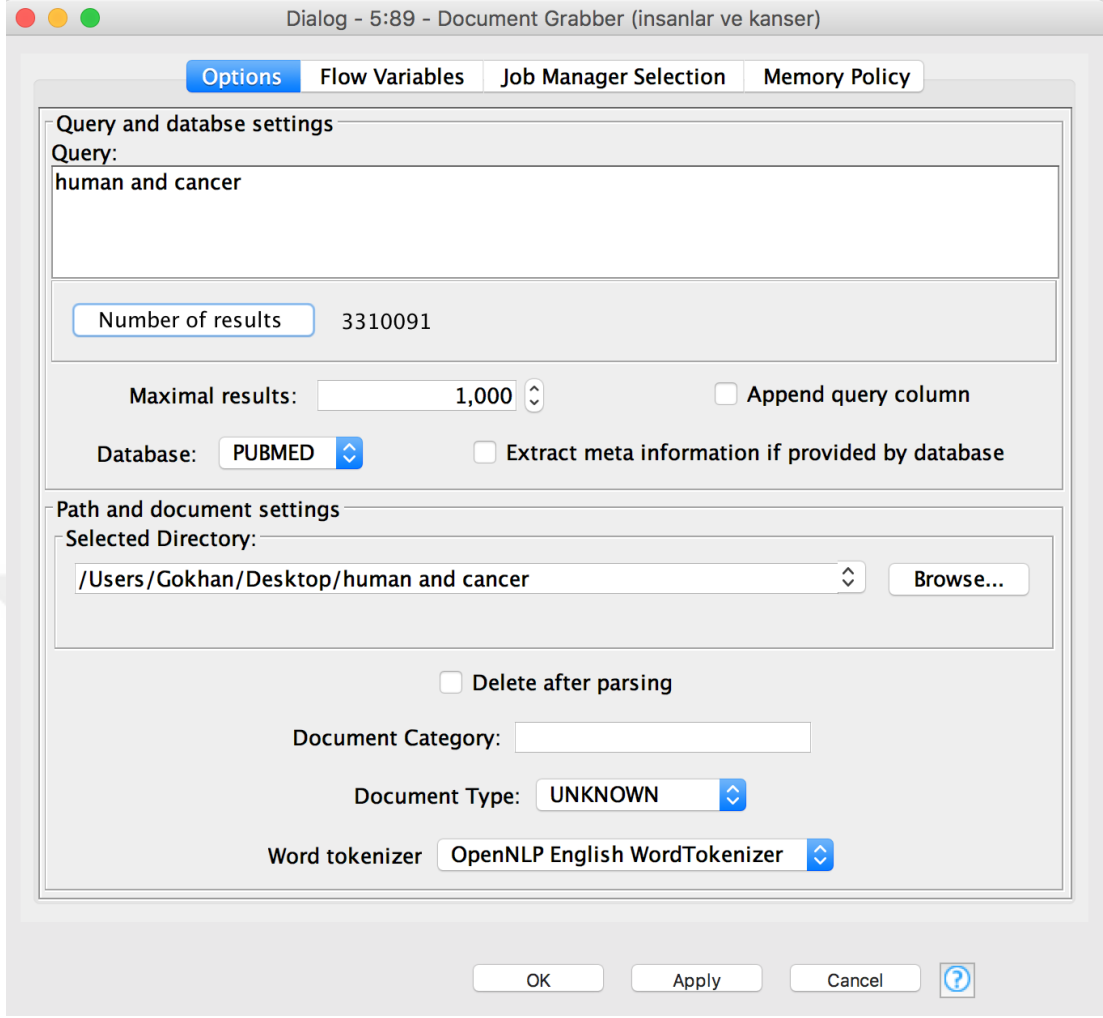 Dialog - 5:89 - Document Grabber (insanlar ve kanser)
Options Flow Variables Job Manager Selection Memory Policy
Query and databse settings
Query:
human and cancer
Number of results 3310091
Maximal results: 1,000 Append query column
Database: PUBMED Extract meta information if provided by database
Path and document settings
Selected Directory:
/Users/Gokhan/Desktop/human and cancer Browse...
Delete after parsing
Document Category:
Document Type: UNKNOWN
Word tokenizer OpenNLP English WordTokenizer
OK Apply Cancel ?